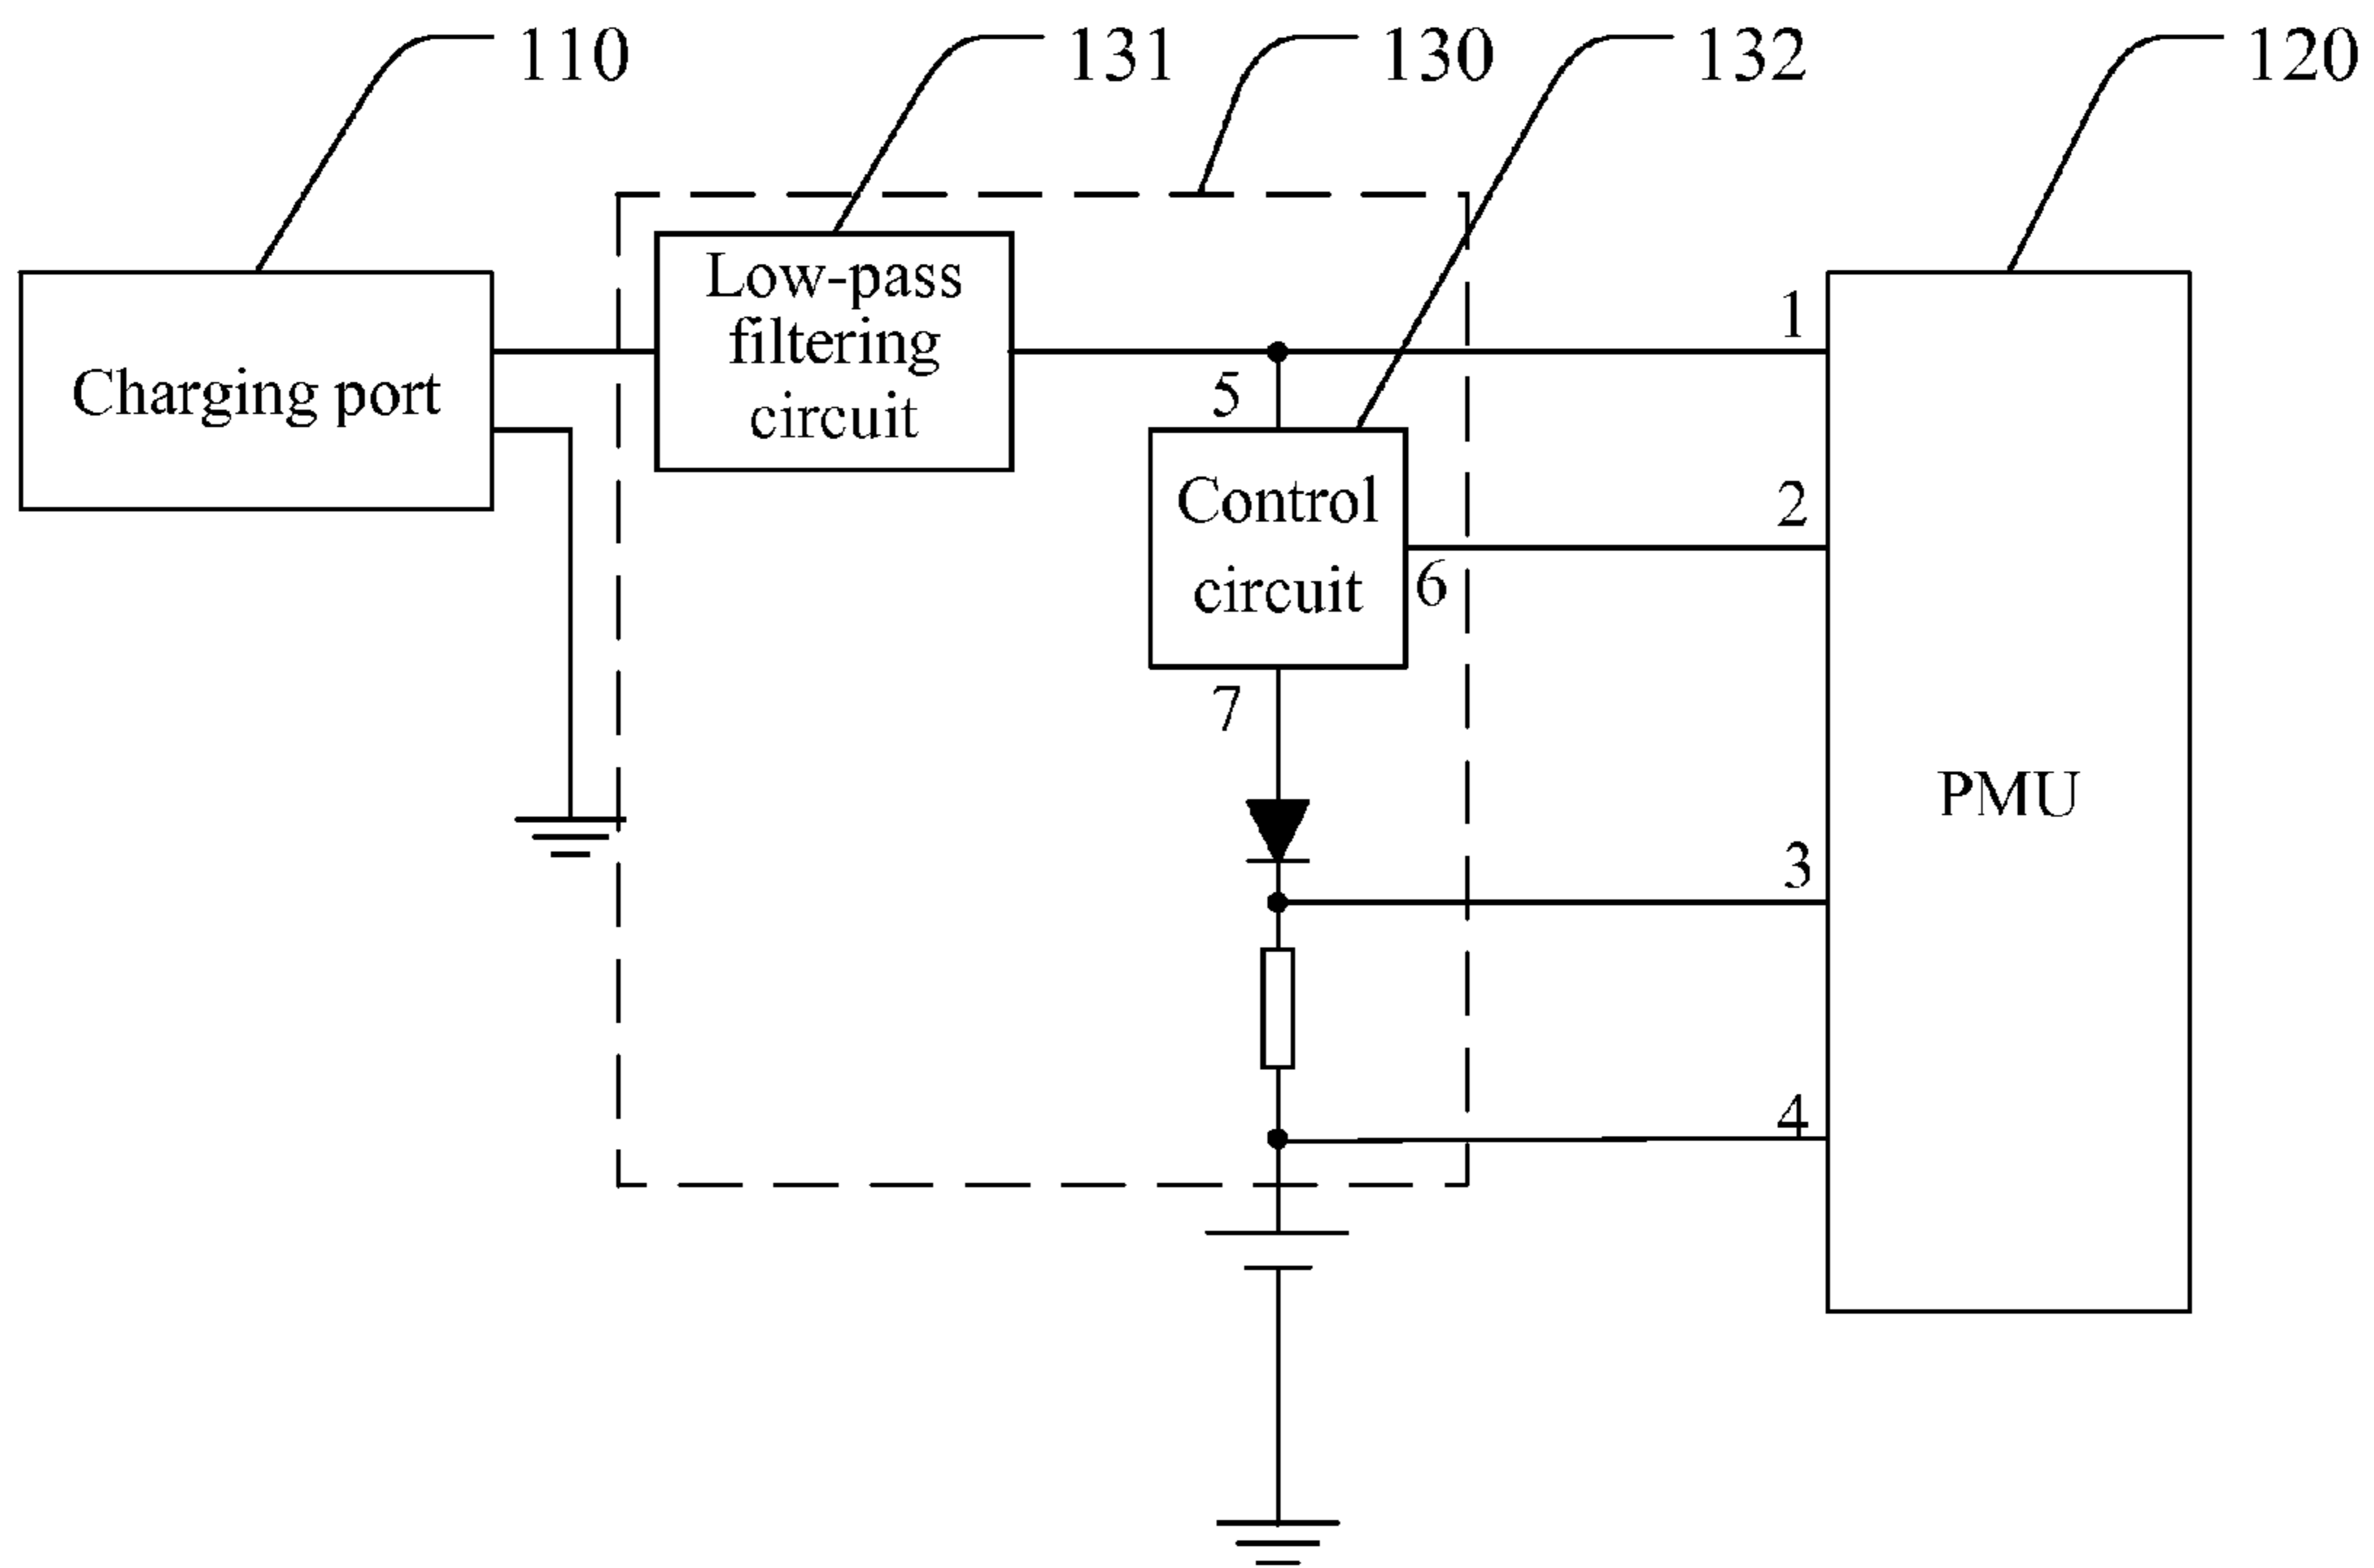 110
131
130
132
120
Charging port
Low-pass
filtering
circuit
1
5
Control
circuit
2
6
7
PMU
3
4